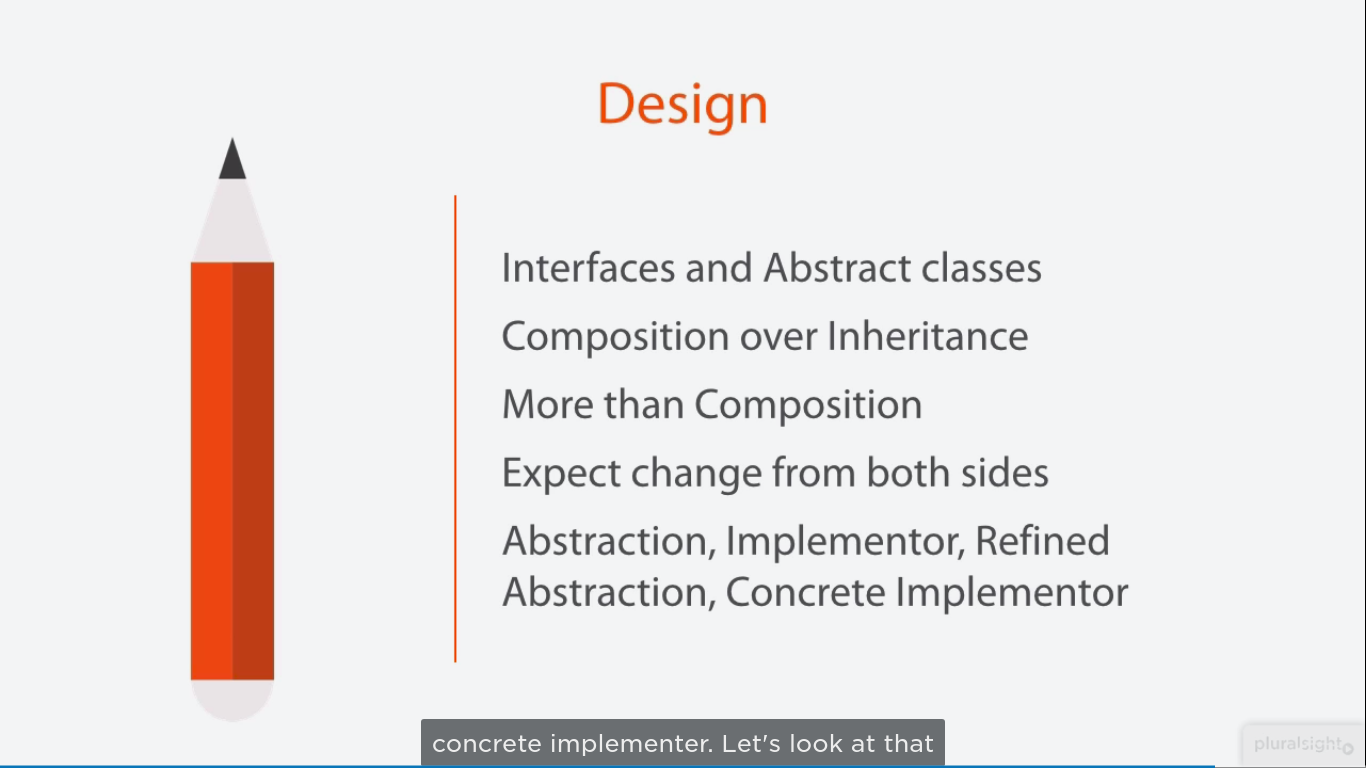 Design
Interfaces and Abstract classes
Composition over Inheritance
More than Composition
Expect change from both sides
Abstraction, Implementor, Refined
Abstraction, Concrete Implementor
concrete implementer. Let's look at that
pluralsight